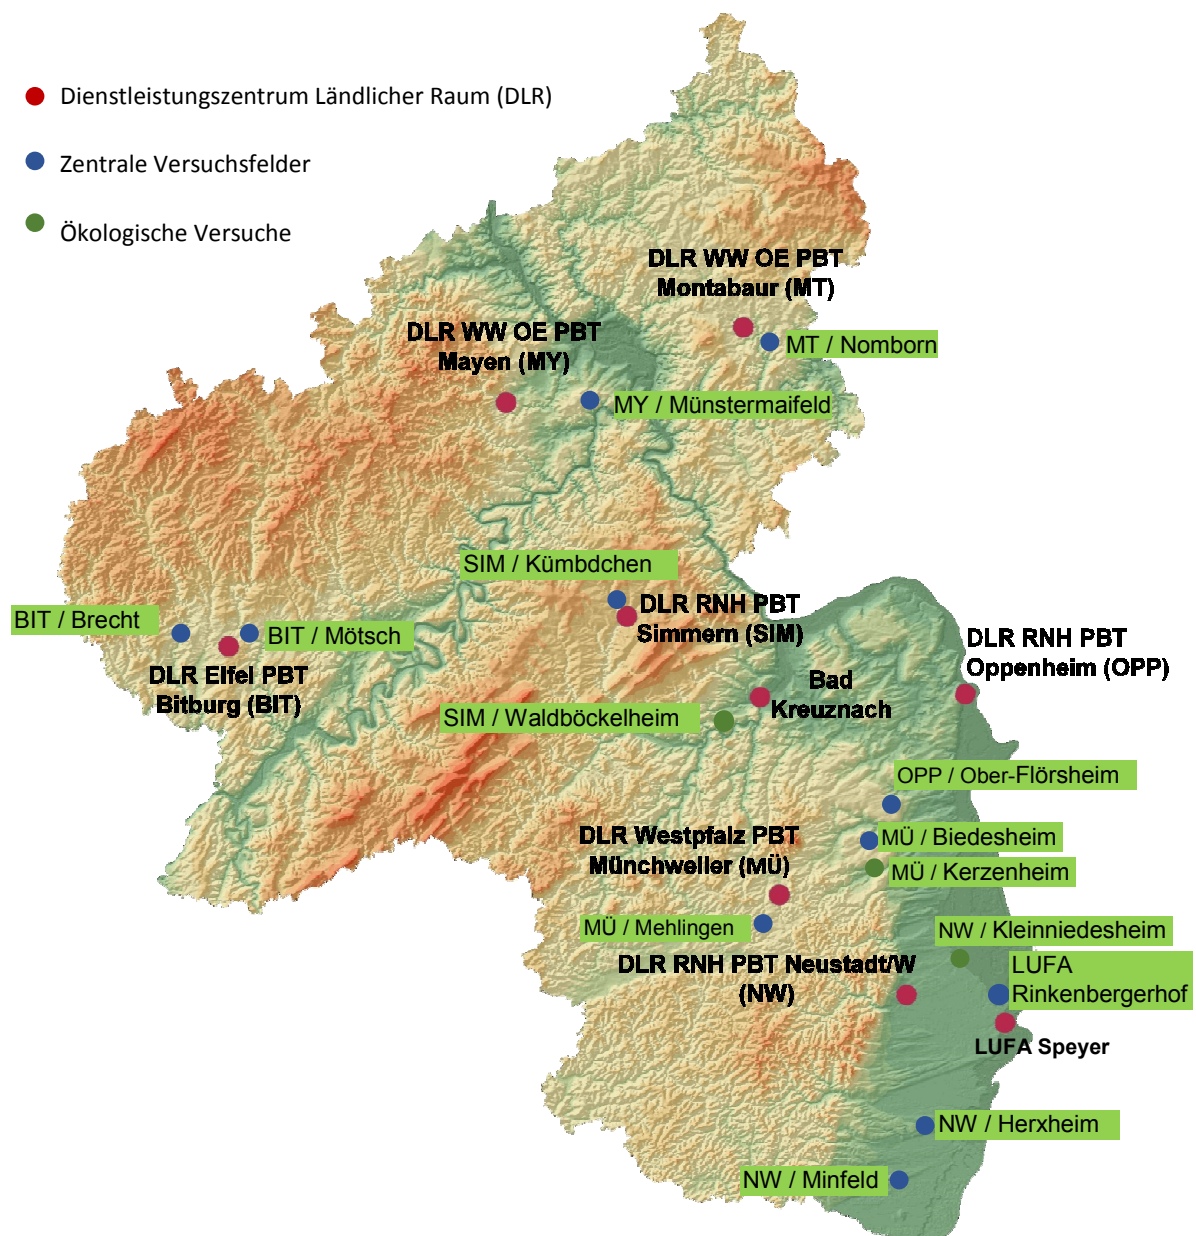 Dienstleistungszentrum Ländlicher Raum (DLR)
Zentrale Versuchsfelder
Ökologische Versuche
DLR WW OE PBT
Montabaur (MT)
MT / Nomborn
DLR WW OE PBT
Mayen (MY)
MY / Münstermaifeld
SIM / Kümbdchen
DLR RNH PBT
Simmern (SIM)
BIT / Brecht
BIT / Mötsch
DLR Eifel PBT
Bitburg (BIT)
DLR RNH PBT
Oppenheim (OPP)
Bad
Kreuznach
SIM / Waldböckelheim
OPP / Ober-Flörsheim
DLR Westpfalz PBT
Münchweiler (MÜ)
MÜ / Biedesheim
MÜ / Kerzenheim
MÜ / Mehlingen
NW / Kleinniedesheim
DLR RNH PBT Neustadt/W
(NW)
LUFA
Rinkenbergerhof
LUFA Speyer
NW / Herxheim
NW / Minfeld